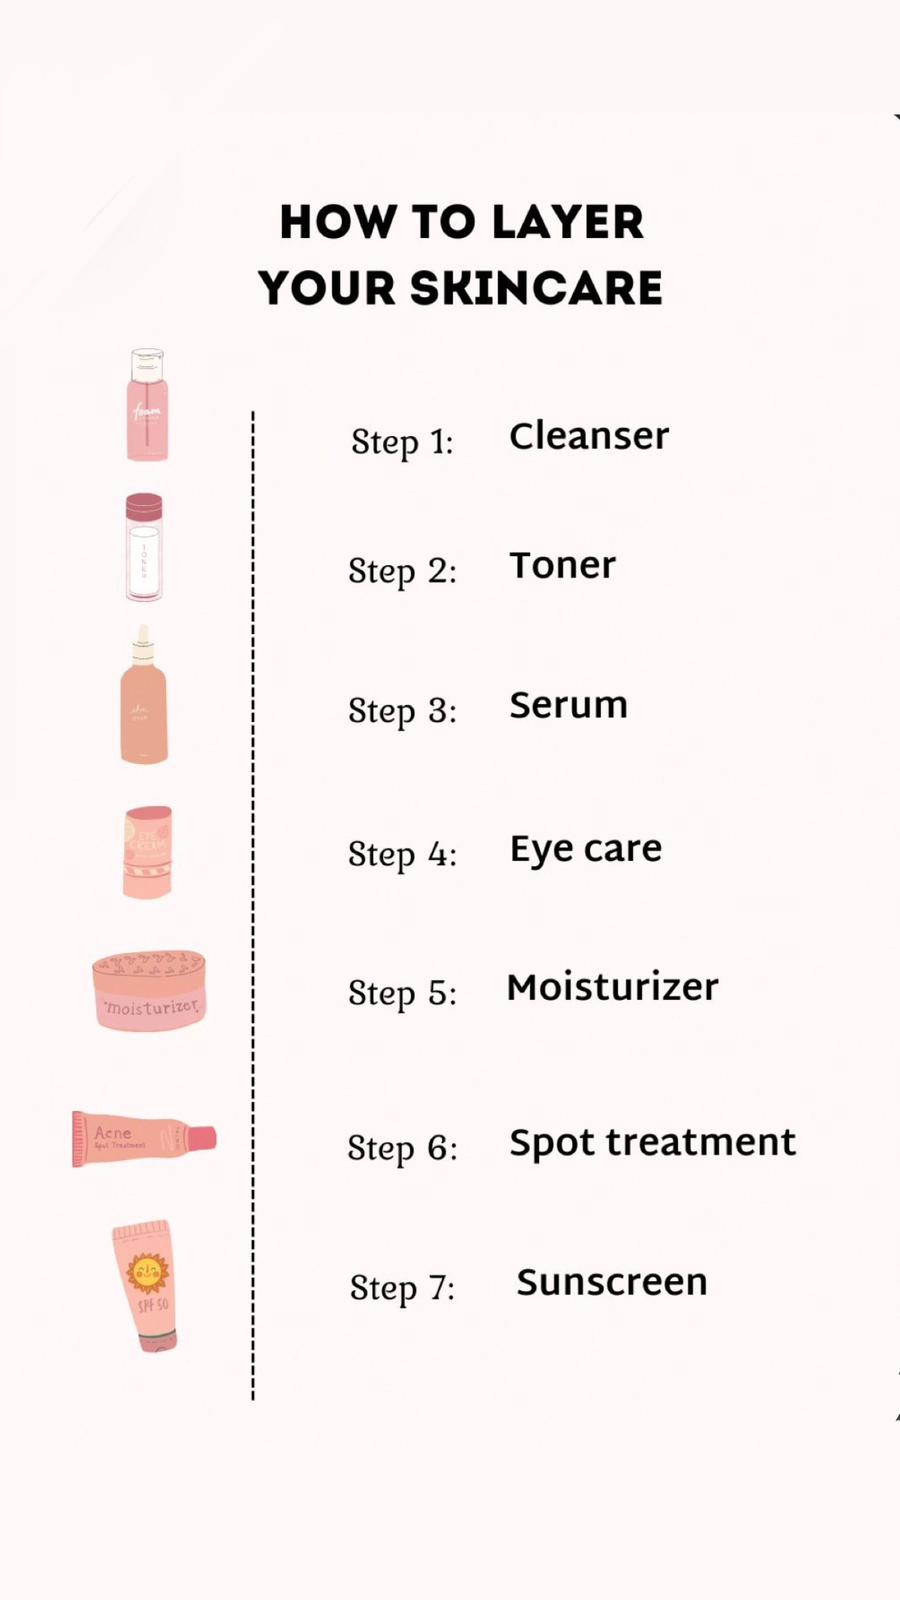 HOW TO LAYER
YOUR SKINCARE
foam
Step 1: Cleanser
TONER
Step 2: Toner
Step 3: Serum
EYE
CREAM
Step 4: Eye care
moisturizer
Step 5: Moisturizer
Acne
Spot Treatment
Step 6: Spot treatment
SPF 50
Step 7: Sunscreen